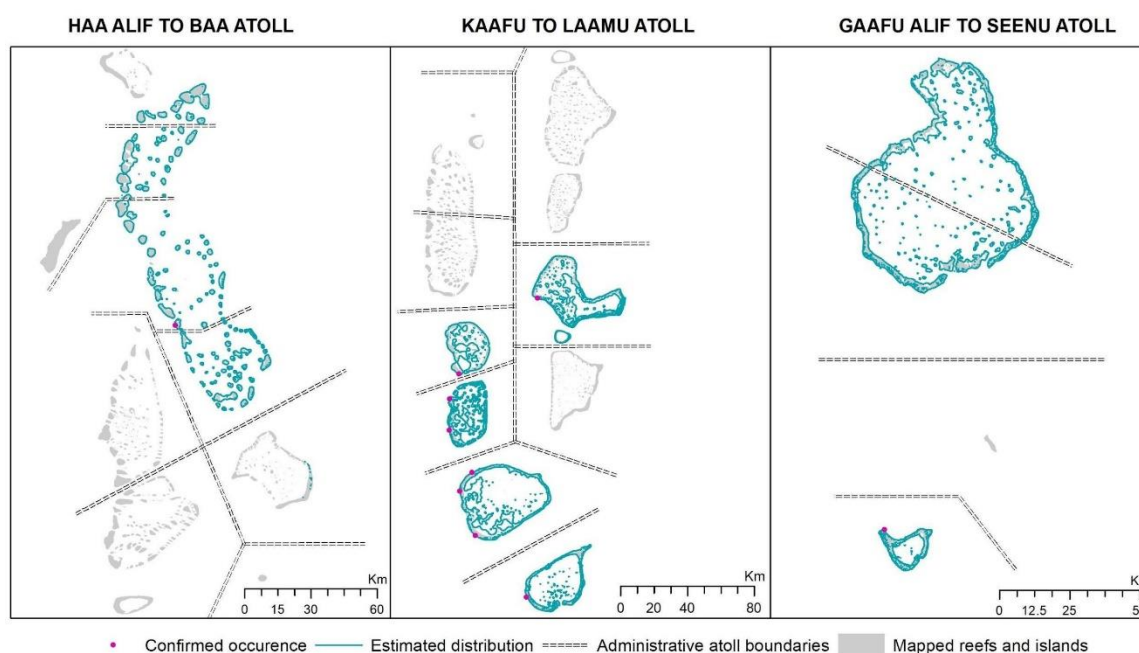 HAA ALIF TO BAA ATOLL
KAAFU TO LAAMU ATOLL
GAAFU ALIF TO SEENU ATOLL
Km
0 15 30 60
Km
0 20 40 80
0 12.5 25
Confirmed occurence
Estimated distribution
Administrative atoll boundaries
Mapped reefs and islands